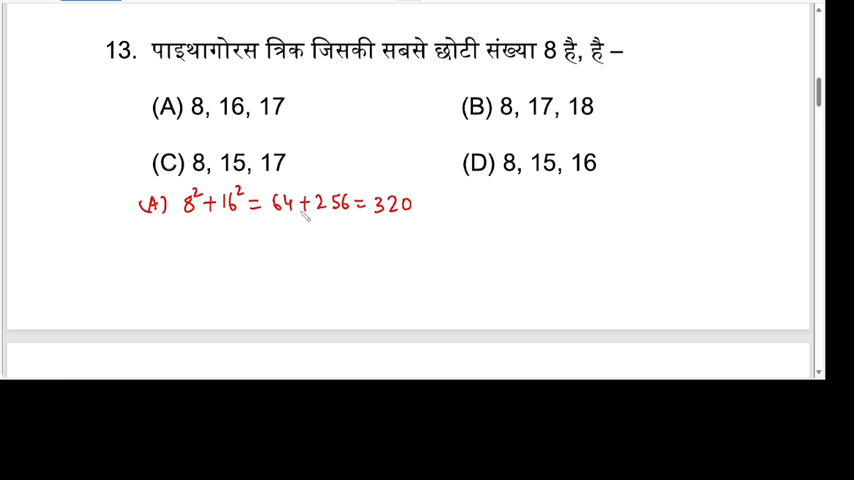 13. पाइथागोरस त्रिक जिसकी सबसे छोटी संख्या 8 है, है –
(A) 8, 16, 17 (B) 8, 17, 18
(C) 8, 15, 17 (D) 8, 15, 16
(A) 8² + 16² = 64 + 256 = 320